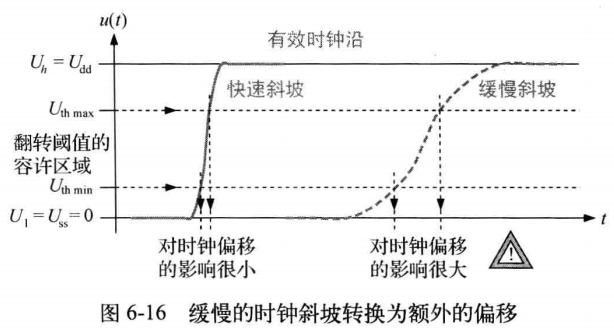 u(t)
有效时钟沿
U_h = U_dd
快速斜坡
缓慢斜坡
U_th max
翻转阈值的
容许区域
U_th min
U_1 = U_ss = 0
t
对时钟偏移
的影响很小
对时钟偏移
的影响很大
!
图 6-16 缓慢的时钟斜坡转换为额外的偏移